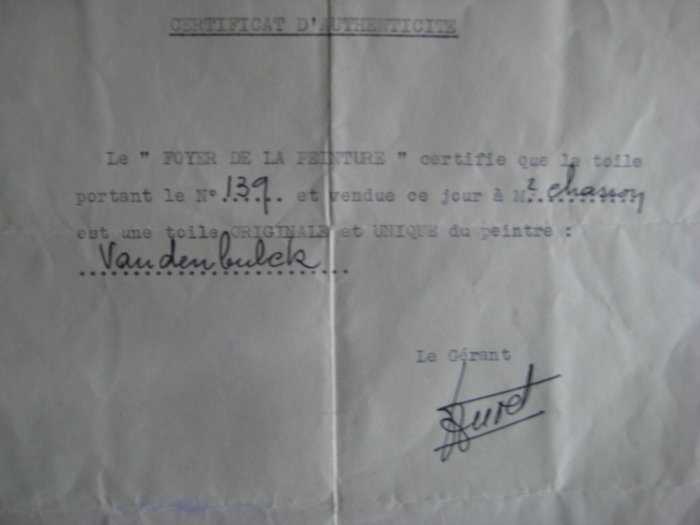 CERTIFICAT D'AUTHENTICITE
Le " FOYER DE LA PEINTURE " certifie que la toile
portant le N° 139. et vendue ce jour à Mr chasson
est une toile ORIGINALE et UNIQUE du peintre :
Vandenbulck
Le Gérant